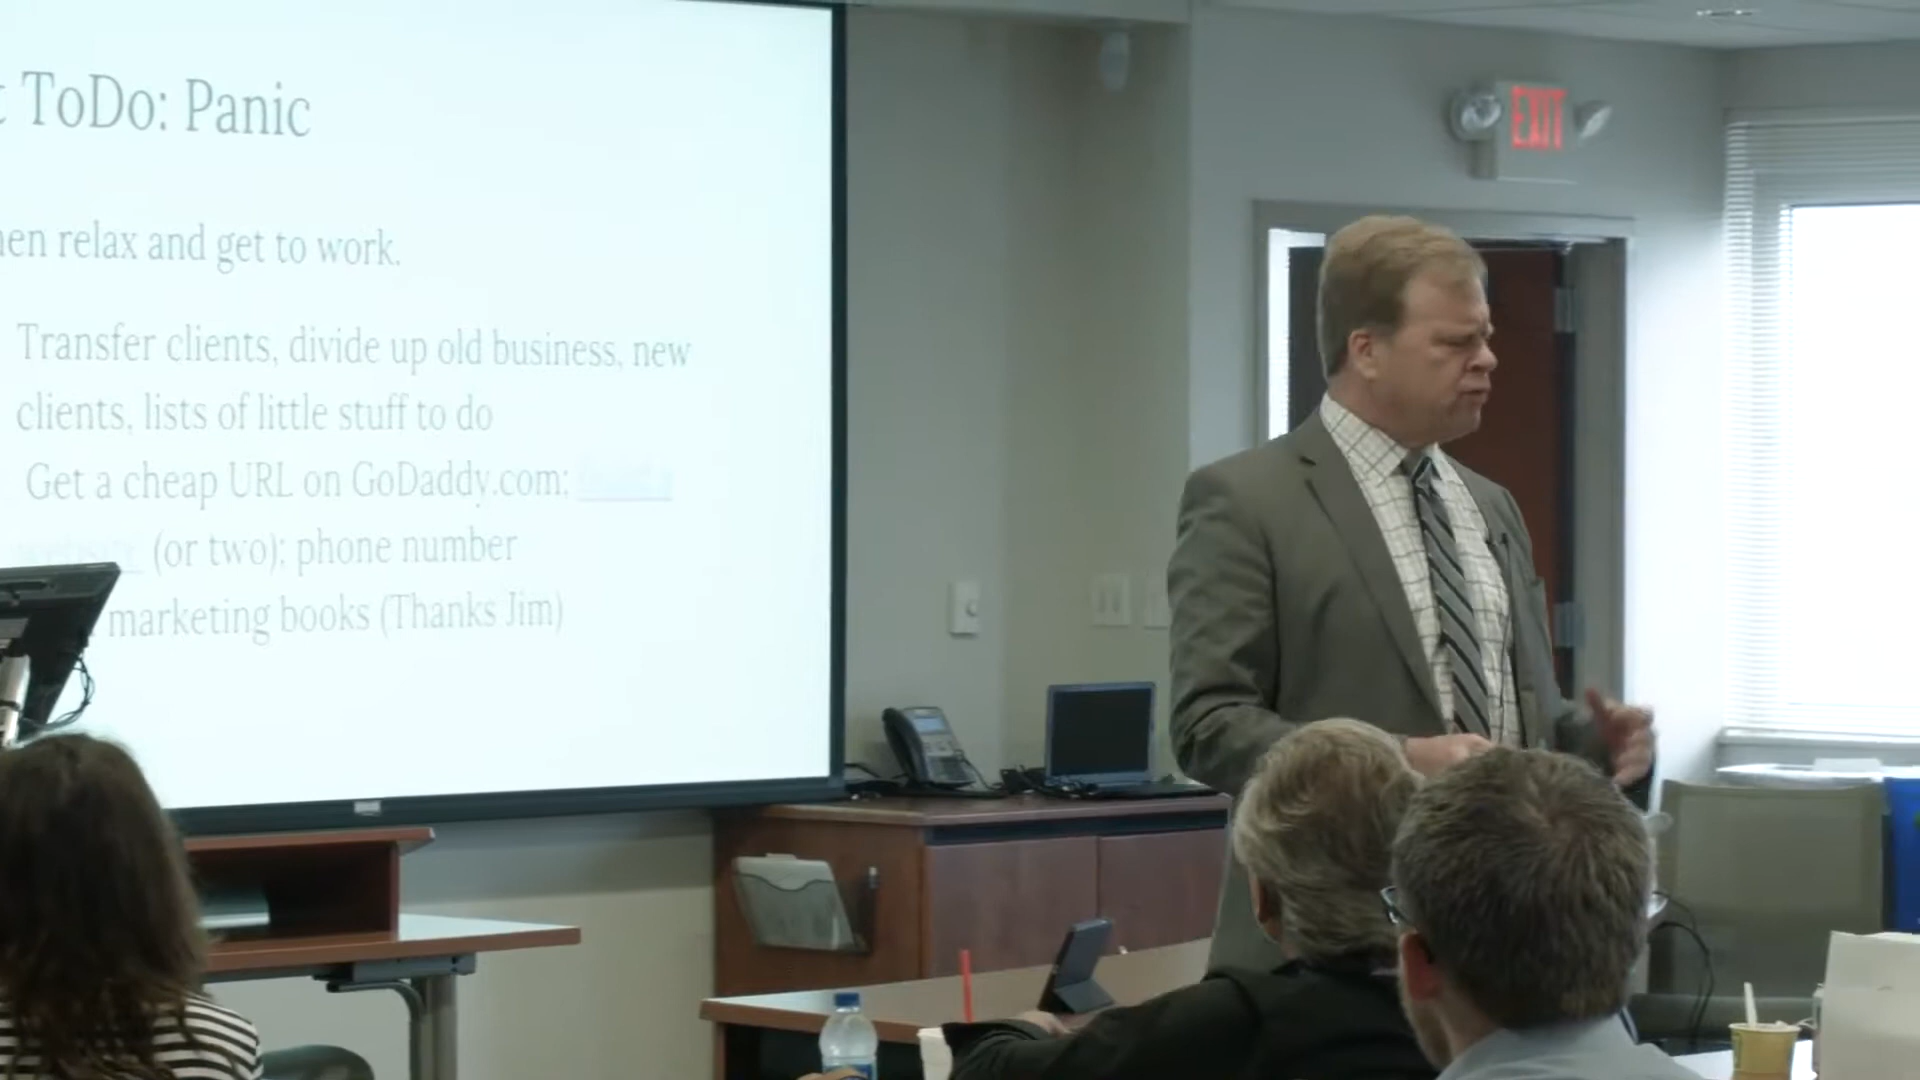 ToDo: Panic
EXIT
relax and get to work.
Transfer clients, divide up old business, new
clients, lists of little stuff to do
Get a cheap URL on GoDaddy.com:
(or two); phone number
marketing books (Thanks Jim)